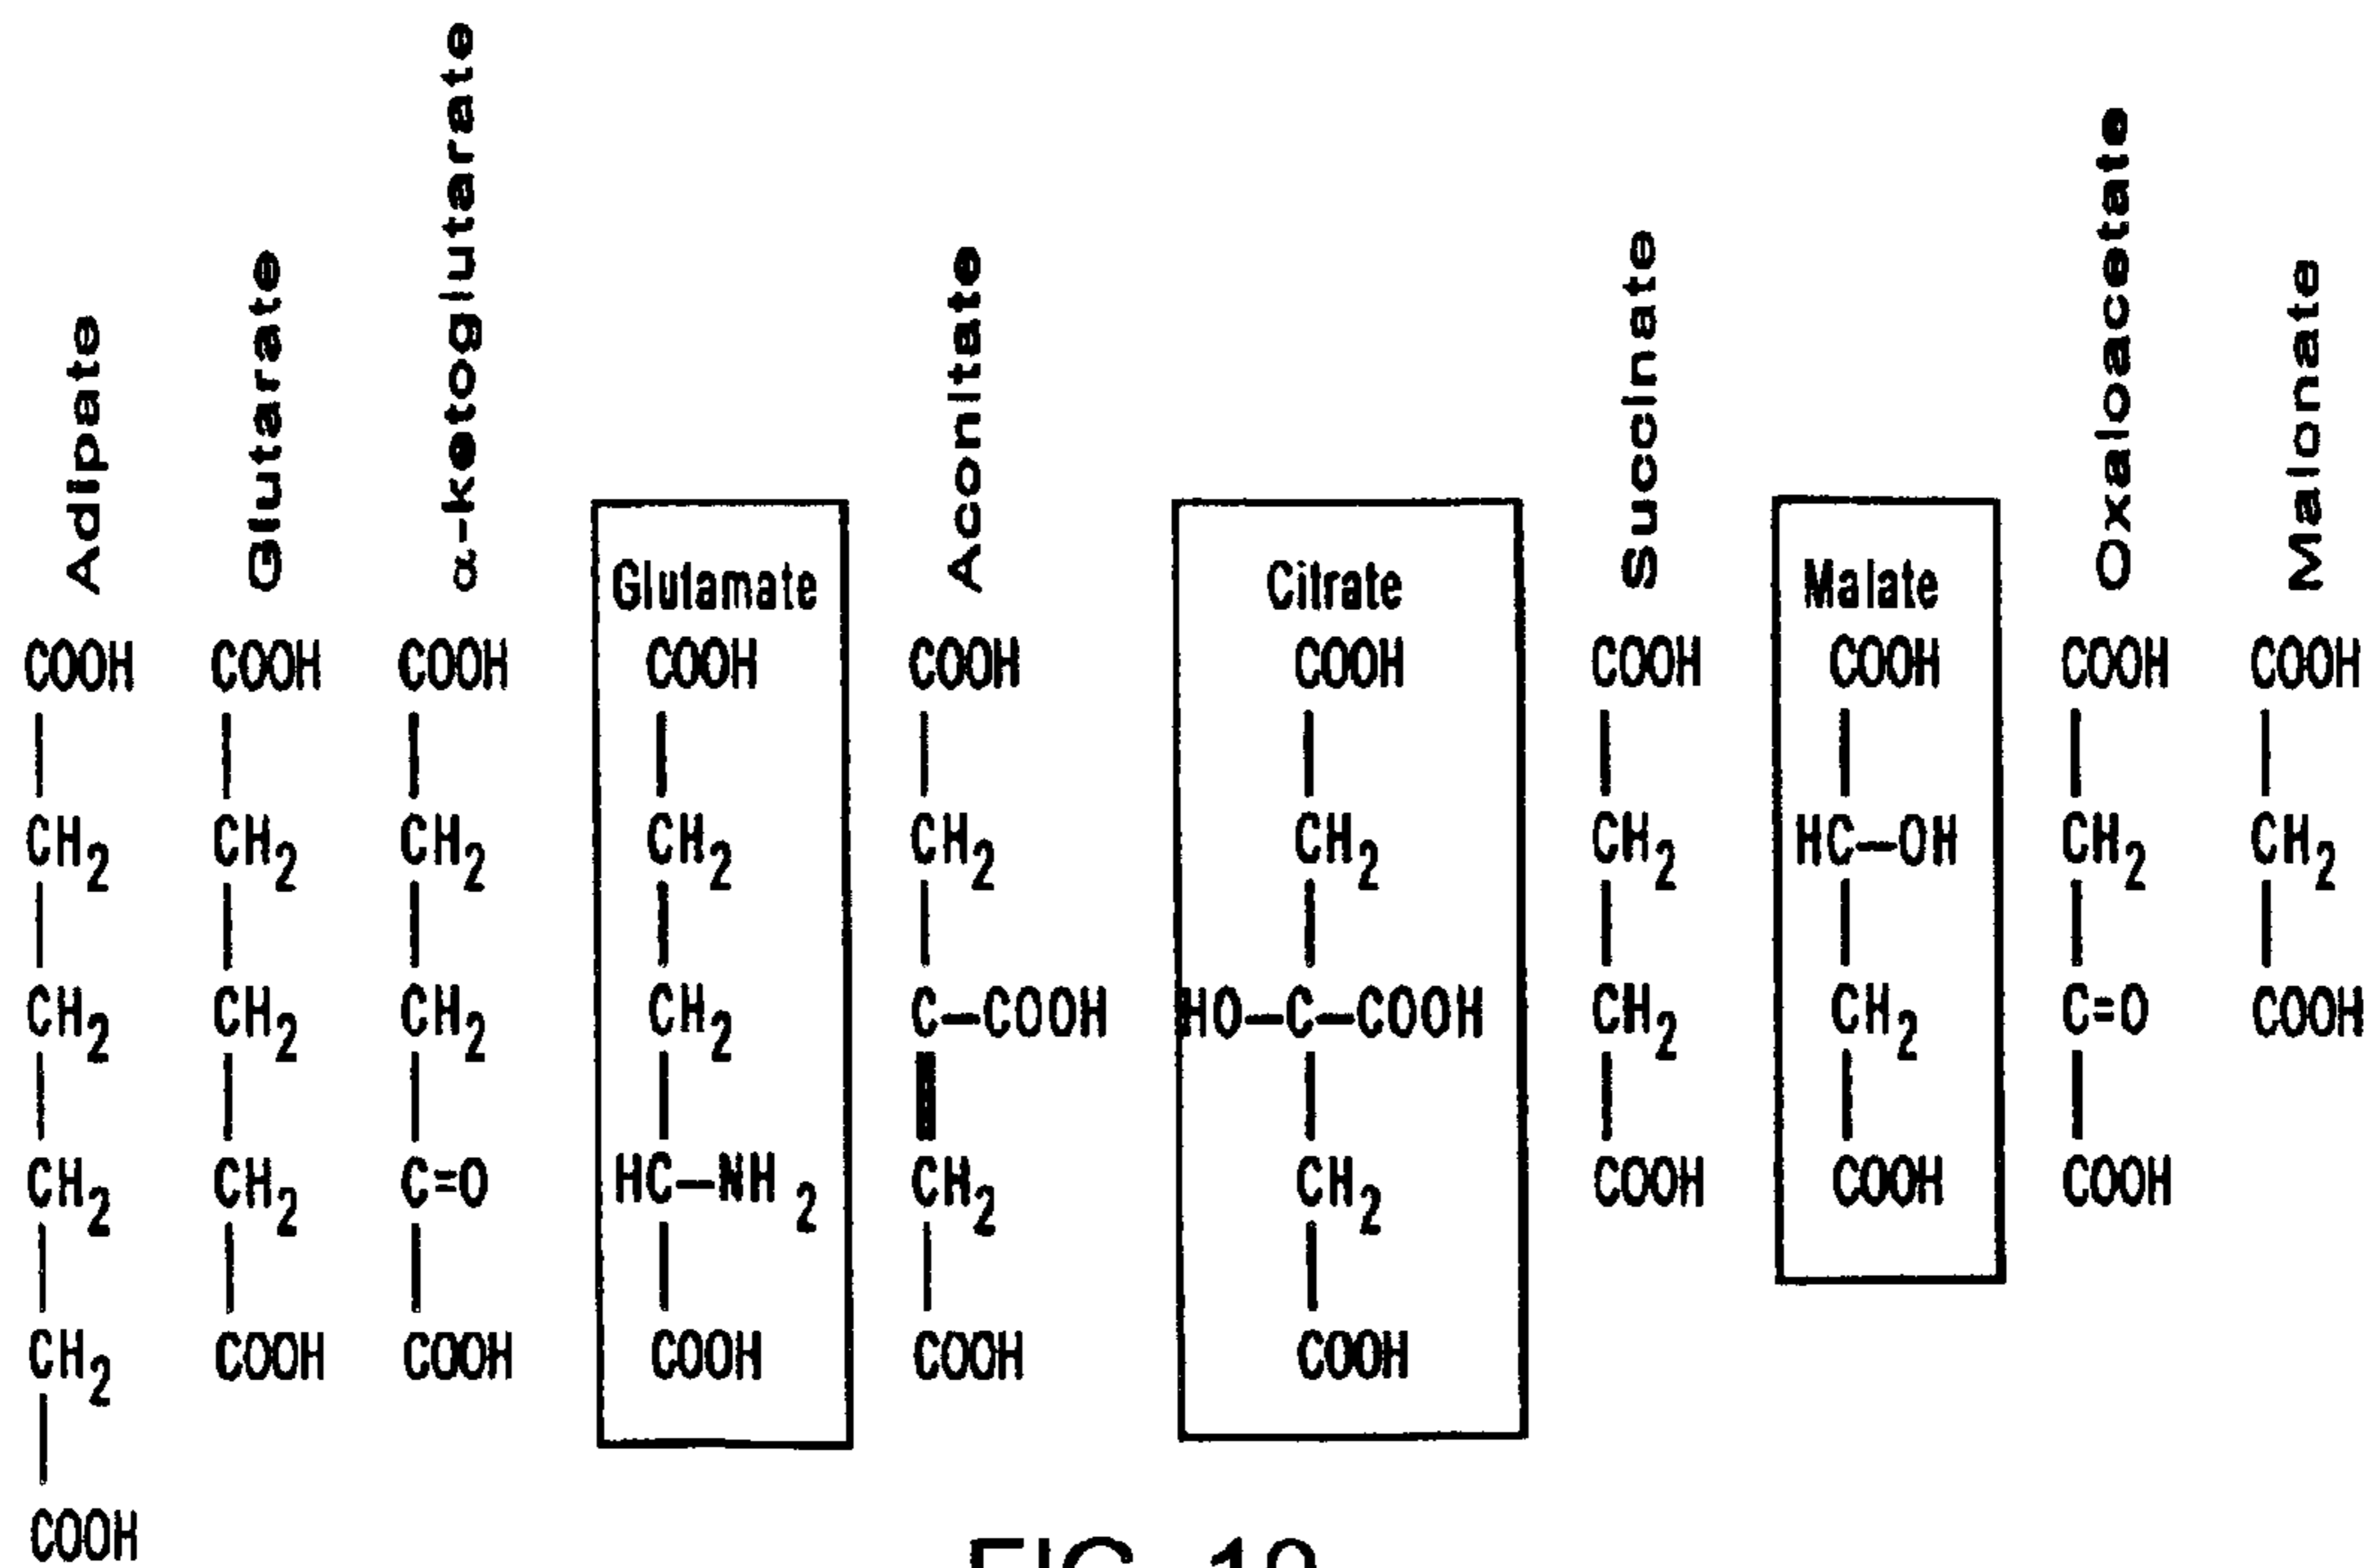 Adipate
Glutarate
α-ketoglutarate
Glutamate
Aconitate
Citrate
Succinate
Malate
Oxaloacetate
Malonate
COOH COOH COOH COOH COOH COOH COOH COOH COOH COOH
CH2 CH2 CH2 CH2 CH2 CH2 CH2 HC-OH CH2 CH2
CH2 CH2 CH2 CH2 C-COOH HO-C-COOH CH2 CH2 C=O COOH
CH2 CH2 C=O HC-NH2 CH2 CH2 COOH COOH COOH
CH2 COOH COOH COOH COOH COOH
COOH
FIG. 19